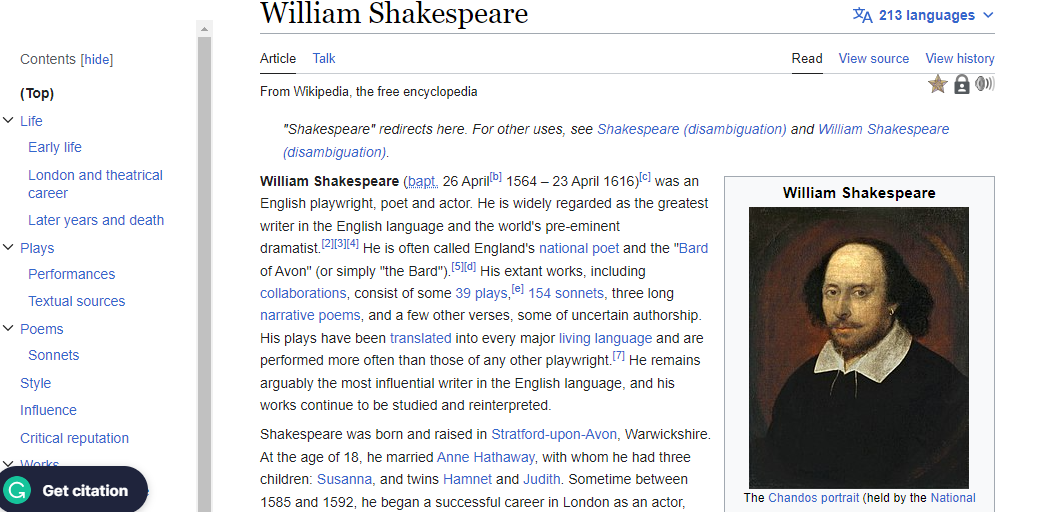 William Shakespeare
213 languages
Contents [hide]
(Top)
Life
Early life
London and theatrical
career
Later years and death
Plays
Performances
Textual sources
Poems
Sonnets
Style
Influence
Critical reputation
Works
Get citation
Article Talk
Read View source View history
From Wikipedia, the free encyclopedia
"Shakespeare" redirects here. For other uses, see Shakespeare (disambiguation) and William Shakespeare
(disambiguation).
William Shakespeare (bapt. 26 April[b] 1564 – 23 April 1616)[c] was an
English playwright, poet and actor. He is widely regarded as the greatest
writer in the English language and the world's pre-eminent
dramatist.[2][3][4] He is often called England's national poet and the "Bard
of Avon" (or simply "the Bard").[5][d] His extant works, including
collaborations, consist of some 39 plays,[e] 154 sonnets, three long
narrative poems, and a few other verses, some of uncertain authorship.
His plays have been translated into every major living language and are
performed more often than those of any other playwright.[7] He remains
arguably the most influential writer in the English language, and his
works continue to be studied and reinterpreted.
Shakespeare was born and raised in Stratford-upon-Avon, Warwickshire.
At the age of 18, he married Anne Hathaway, with whom he had three
children: Susanna, and twins Hamnet and Judith. Sometime between
1585 and 1592, he began a successful career in London as an actor,
William Shakespeare
The Chandos portrait (held by the National